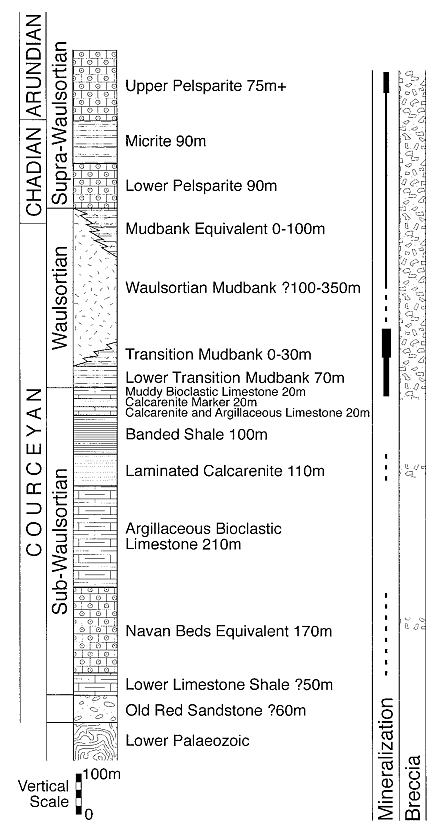 ARUNDIAN
CHADIAN
COURCEYAN
Supra-Waulsortian
Waulsortian
Sub-Waulsortian
Upper Pelsparite 75m+
Micrite 90m
Lower Pelsparite 90m
Mudbank Equivalent 0-100m
Waulsortian Mudbank ?100-350m
Transition Mudbank 0-30m
Lower Transition Mudbank 70m
Muddy Bioclastic Limestone 20m
Calcarenite Marker 20m
Calcarenite and Argillaceous Limestone 20m
Banded Shale 100m
Laminated Calcarenite 110m
Argillaceous Bioclastic
Limestone 210m
Navan Beds Equivalent 170m
Lower Limestone Shale ?50m
Old Red Sandstone ?60m
Lower Palaeozoic
Mineralization
Breccia
Vertical
Scale
100m
0